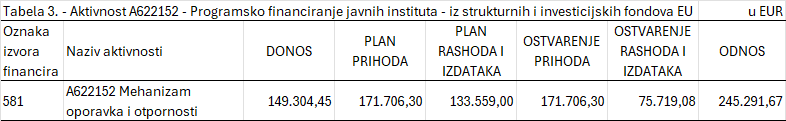 Tabela 3. - Aktivnost A622152 - Programsko financiranje javnih instituta - iz strukturnih i investicijskih fondova EU u EUR
Oznaka izvora financira Naziv aktivnosti DONOS PLAN PRIHODA PLAN RASHODA I IZDATAKA OSTVARENJE PRIHODA OSTVARENJE RASHODA I IZDATAKA ODNOS
581 A622152 Mehanizam oporavka i otpornosti 149.304,45 171.706,30 133.559,00 171.706,30 75.719,08 245.291,67